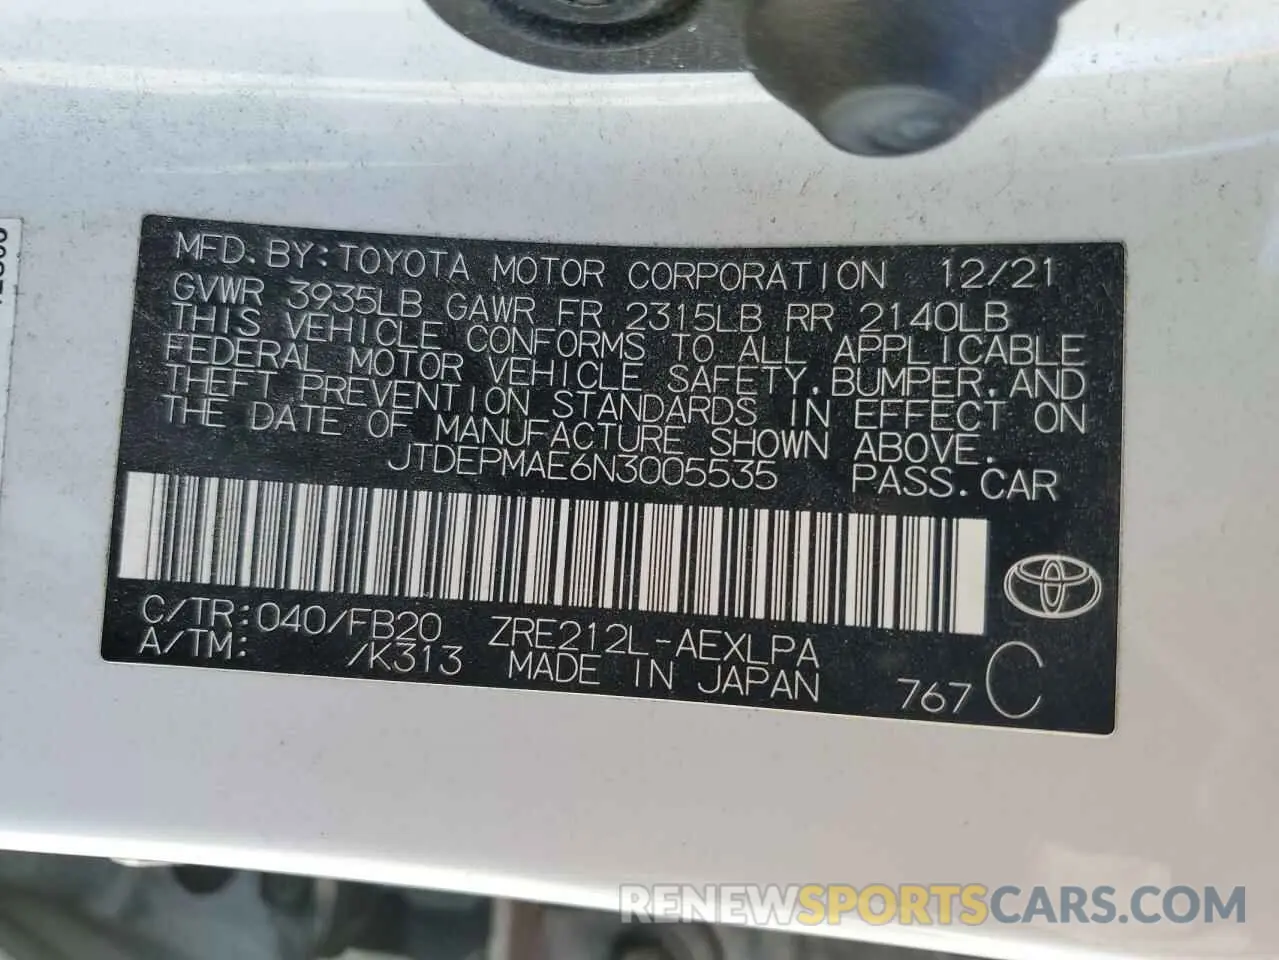 MFD. BY: TOYOTA MOTOR CORPORATION 12/21
GVWR 3935LB GAWR FR 2315LB RR 2140LB
THIS VEHICLE CONFORMS TO ALL APPLICABLE
FEDERAL MOTOR VEHICLE SAFETY, BUMPER, AND
THEFT PREVENTION STANDARDS IN EFFECT ON
THE DATE OF MANUFACTURE SHOWN ABOVE.
JTDEPMAE6N3005535 PASS. CAR
C/TR: 040/FB20 ZRE212L-AEXLPA
A/TM: /K313 MADE IN JAPAN 767 C
RENEWSPORTSCARS.COM